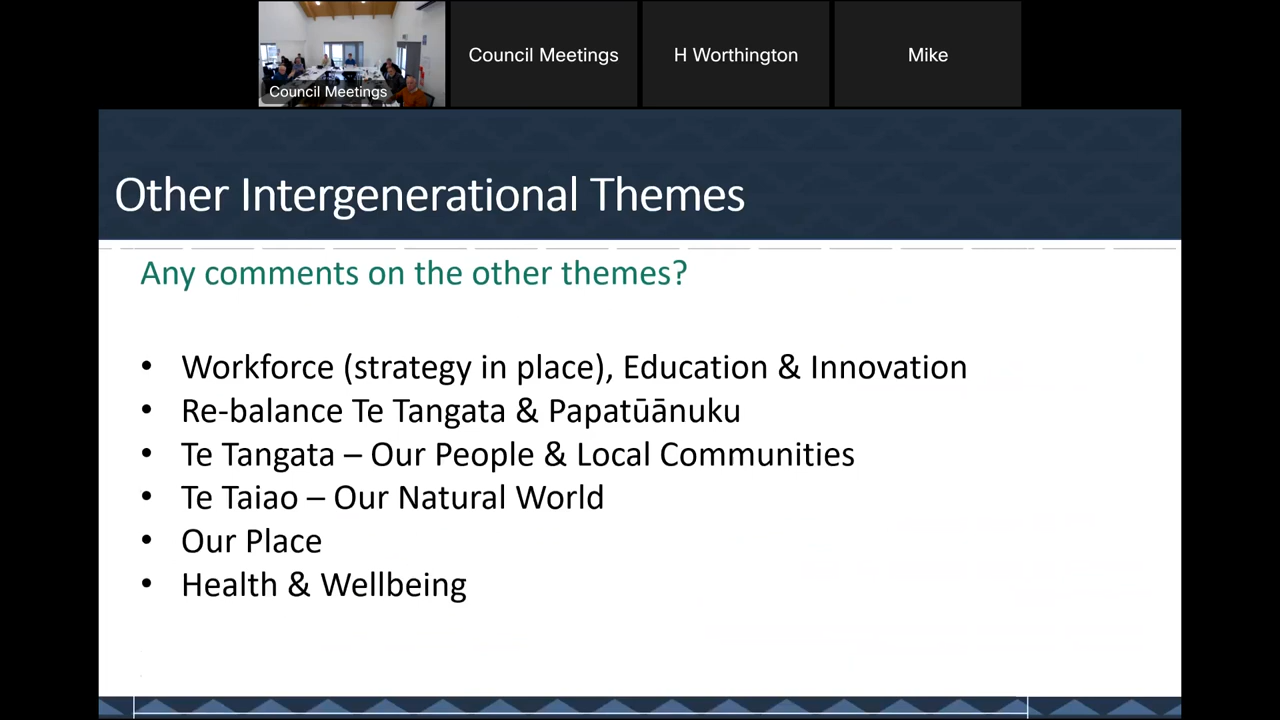 Council Meetings
Council Meetings
H Worthington
Mike
Other Intergenerational Themes
Any comments on the other themes?
• Workforce (strategy in place), Education & Innovation
• Re-balance Te Tangata & Papatūānuku
• Te Tangata – Our People & Local Communities
• Te Taiao – Our Natural World
• Our Place
• Health & Wellbeing